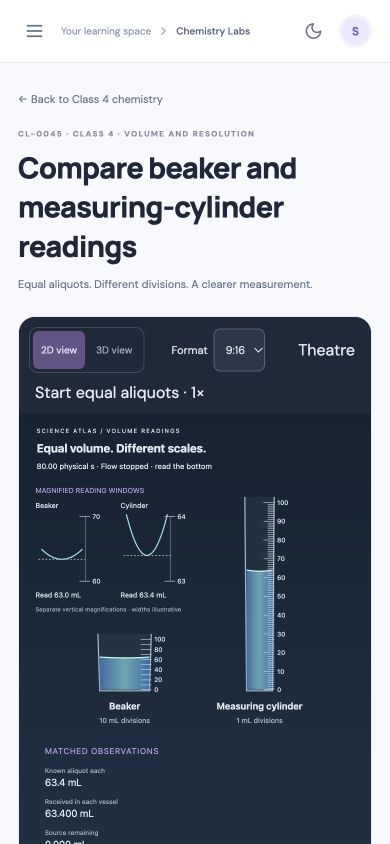 Your learning space > Chemistry Labs
S
← Back to Class 4 chemistry
CL-0045 · CLASS 4 · VOLUME AND RESOLUTION
Compare beaker and
measuring-cylinder
readings
Equal aliquots. Different divisions. A clearer measurement.
2D view 3D view Format 9:16 Theatre
Start equal aliquots · 1×
SCIENCE ATLAS / VOLUME READINGS
Equal volume. Different scales.
80.00 physical s · Flow stopped · read the bottom
MAGNIFIED READING WINDOWS
Beaker Cylinder
70 64
60 63
Read 63.0 mL Read 63.4 mL
Separate vertical magnifications · widths illustrative
100
90
80
70
60
50
40
30
20
10
0
100
80
60
40
20
0
Beaker Measuring cylinder
10 mL divisions 1 mL divisions
MATCHED OBSERVATIONS
Known aliquot each
63.4 mL
Received in each vessel
63.400 mL
Source remaining
0.000 mL